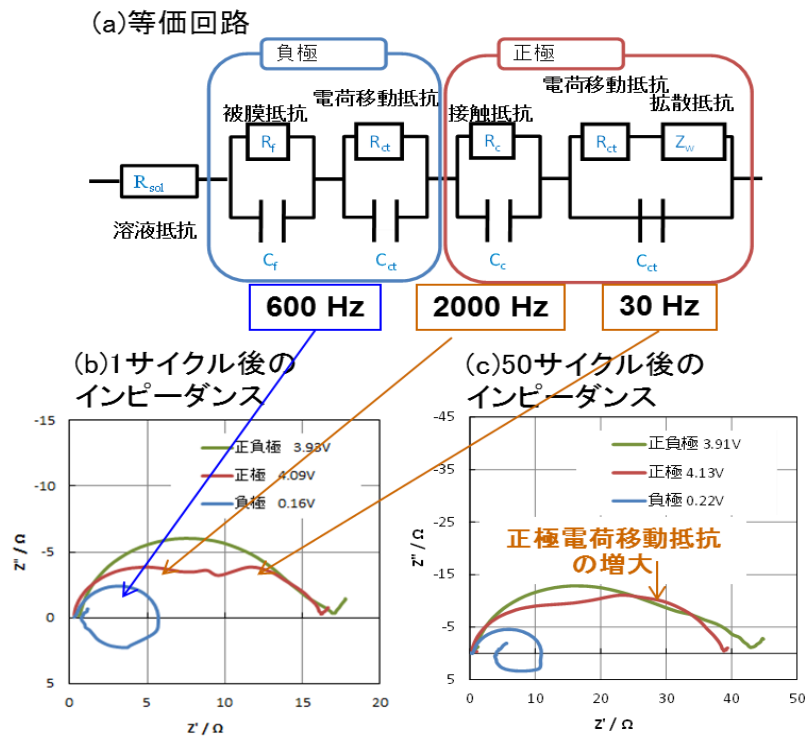 (a)等価回路
負極
正極
被膜抵抗
電荷移動抵抗
接触抵抗
電荷移動抵抗
拡散抵抗
Rsol
Rf
Rct
Rc
Rct
Zw
溶液抵抗
Cf
Cct
Cc
Cct
600 Hz
2000 Hz
30 Hz
(b)1サイクル後の
インピーダンス
(c)50サイクル後の
インピーダンス
-15
-10
-5
0
5
Z" / Ω
正負極 3.93V
正極 4.09V
負極 0.16V
0
5
10
15
20
Z' / Ω
-45
-35
-25
-15
-5
5
Z" / Ω
正負極 3.91V
正極 4.13V
負極 0.22V
正極電荷移動抵抗
の増大
0
10
20
30
40
50
Z' / Ω